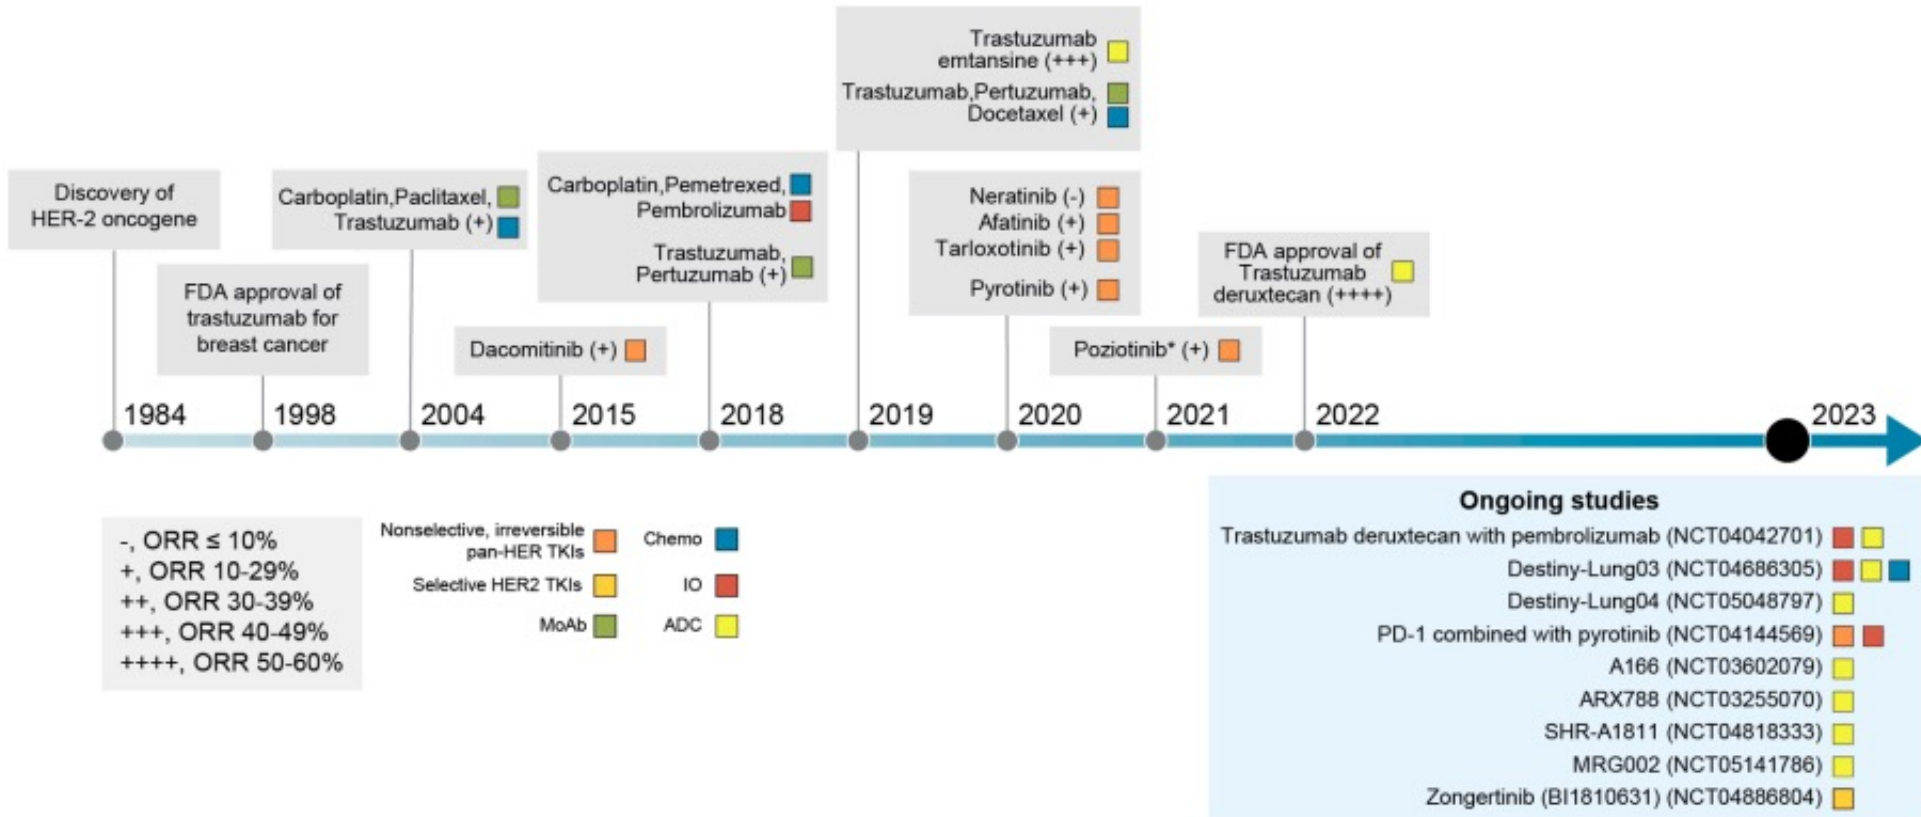 Discovery of
HER-2 oncogene
FDA approval of
trastuzumab for
breast cancer
Carboplatin,Paclitaxel,
Trastuzumab (+)
Dacomitinib (+)
Carboplatin,Pemetrexed,
Pembrolizumab
Trastuzumab,
Pertuzumab (+)
Trastuzumab
emtansine (+++)
Trastuzumab,Pertuzumab,
Docetaxel (+)
Neratinib (-)
Afatinib (+)
Tarloxotinib (+)
Pyrotinib (+)
Poziotinib* (+)
FDA approval of
Trastuzumab
deruxtecan (++++)
1984
1998
2004
2015
2018
2019
2020
2021
2022
2023
-, ORR ≤ 10%
+, ORR 10-29%
++, ORR 30-39%
+++, ORR 40-49%
++++, ORR 50-60%
Nonselective, irreversible
pan-HER TKIs
Selective HER2 TKIs
MoAb
Chemo
IO
ADC
Ongoing studies
Trastuzumab deruxtecan with pembrolizumab (NCT04042701)
Destiny-Lung03 (NCT04686305)
Destiny-Lung04 (NCT05048797)
PD-1 combined with pyrotinib (NCT04144569)
A166 (NCT03602079)
ARX788 (NCT03255070)
SHR-A1811 (NCT04818333)
MRG002 (NCT05141786)
Zongertinib (BI1810631) (NCT04886804)